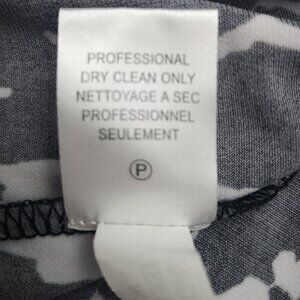 PROFESSIONAL
DRY CLEAN ONLY
NETTOYAGE A SEC
PROFESSIONNEL
SEULEMENT
P